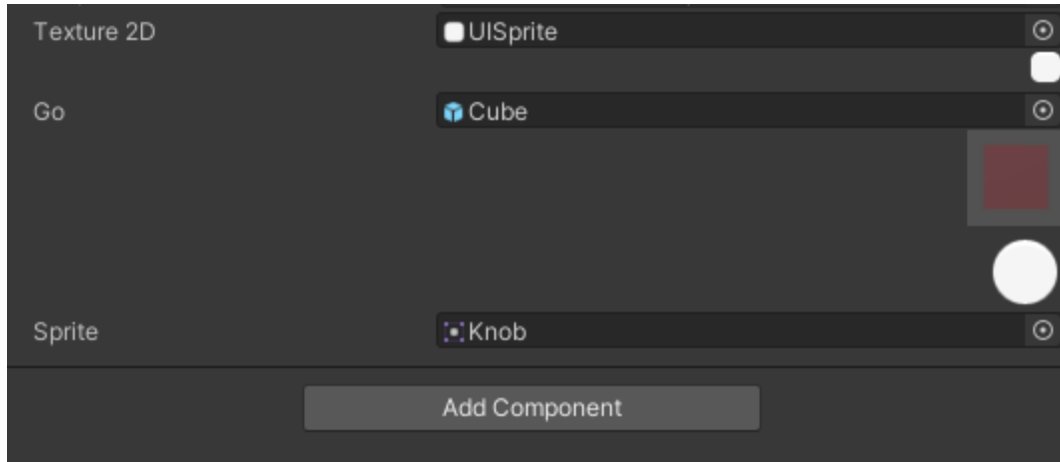 Texture 2D UISprite
Go Cube
Sprite Knob
Add Component